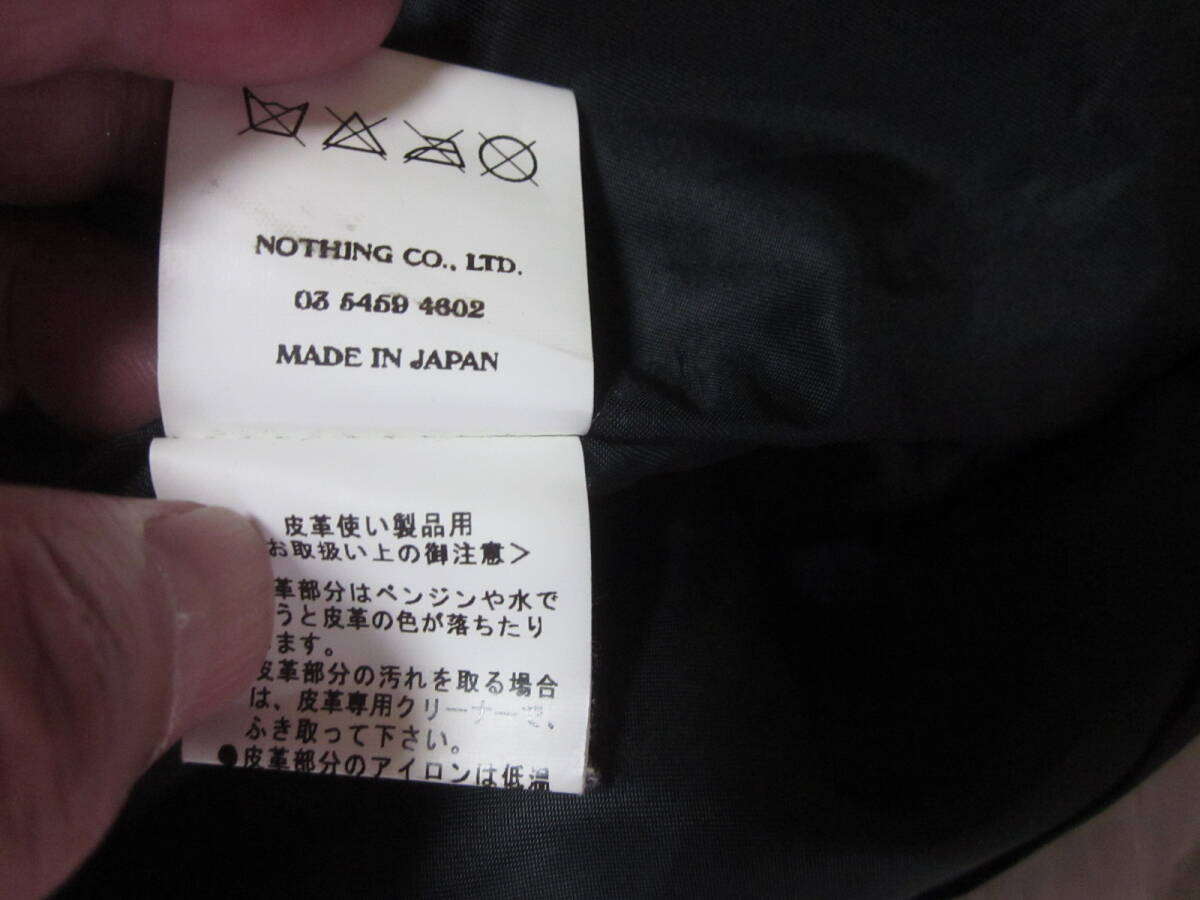 NOTHING CO., LTD.
03 5459 4602
MADE IN JAPAN
皮革使い製品用
お取扱い上の御注意＞
革部分はベンジンや水で
うと皮革の色が落ちたり
します。
皮革部分の汚れを取る場合
は、皮革専用クリーナーで、
ふき取って下さい。
●皮革部分のアイロンは低温